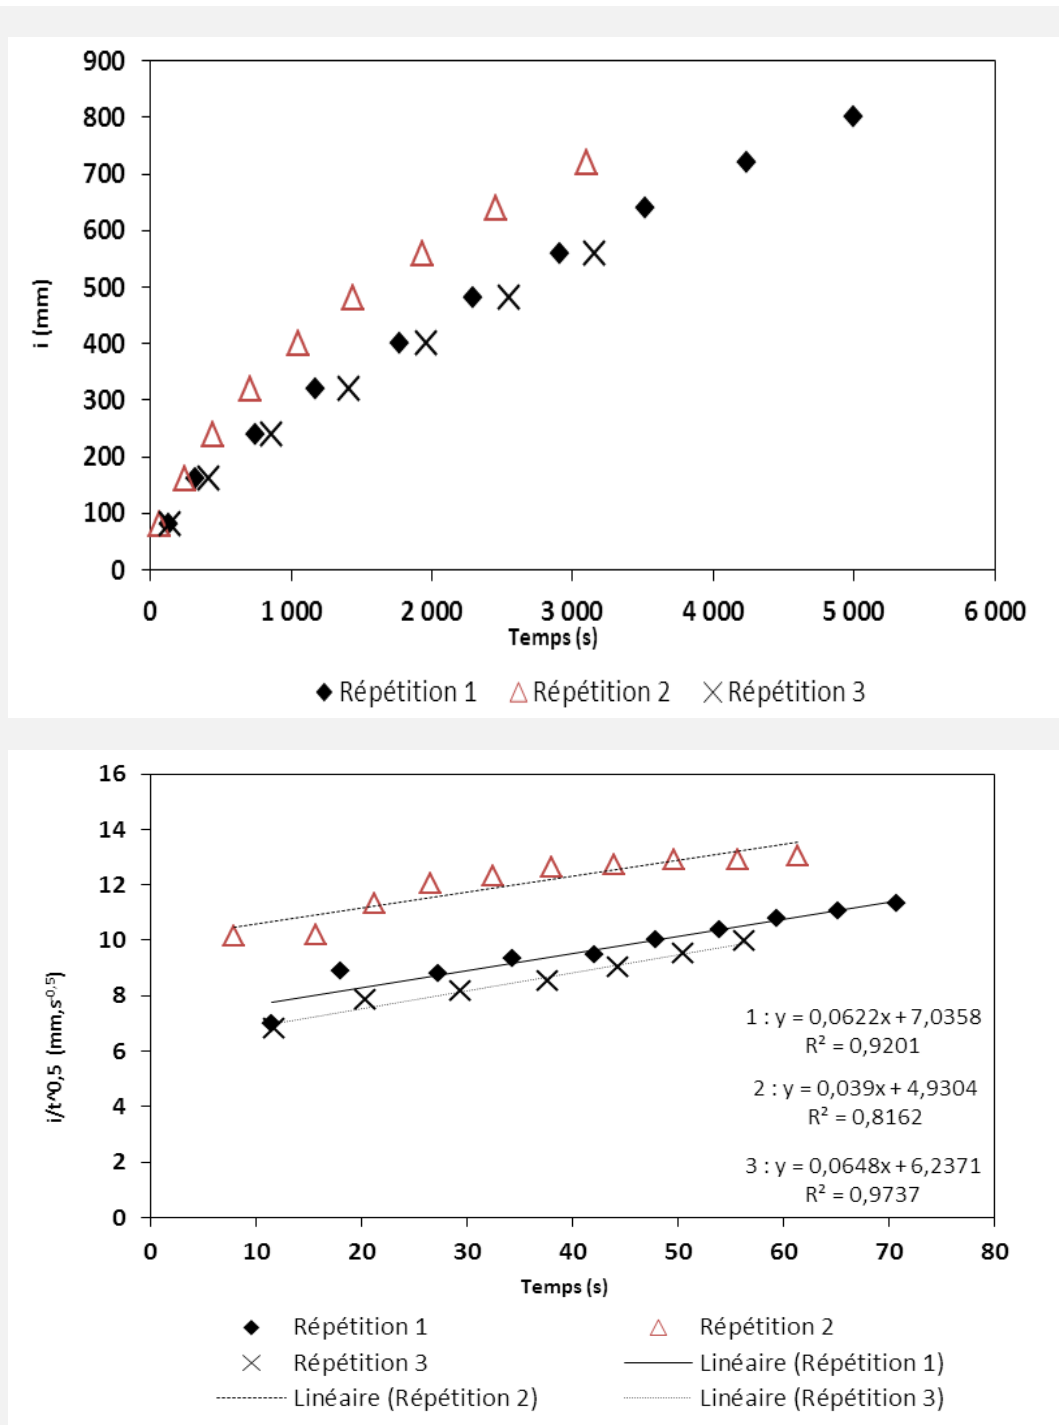 900
800
700
600
500
400
300
200
100
0
i (mm)
0 1 000 2 000 3 000 4 000 5 000 6 000
Temps (s)
Répétition 1 Répétition 2 Répétition 3
16
14
12
10
8
6
4
2
0
i/t^0,5 (mm,s-0,5)
1 : y = 0,0622x + 7,0358
R² = 0,9201
2 : y = 0,039x + 4,9304
R² = 0,8162
3 : y = 0,0648x + 6,2371
R² = 0,9737
0 10 20 30 40 50 60 70 80
Temps (s)
Répétition 1 Répétition 2
Répétition 3 Linéaire (Répétition 1)
Linéaire (Répétition 2) Linéaire (Répétition 3)